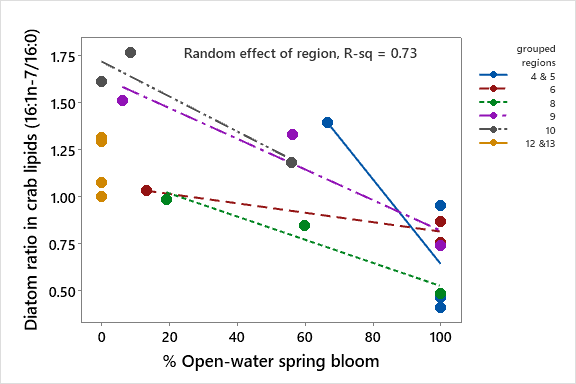 Random effect of region, R-sq = 0.73
Diatom ratio in crab lipids (16:1n-7/16:0)
1.75
1.50
1.25
1.00
0.75
0.50
0
20
40
60
80
100
% Open-water spring bloom
grouped
regions
4 & 5
6
8
9
10
12 &13